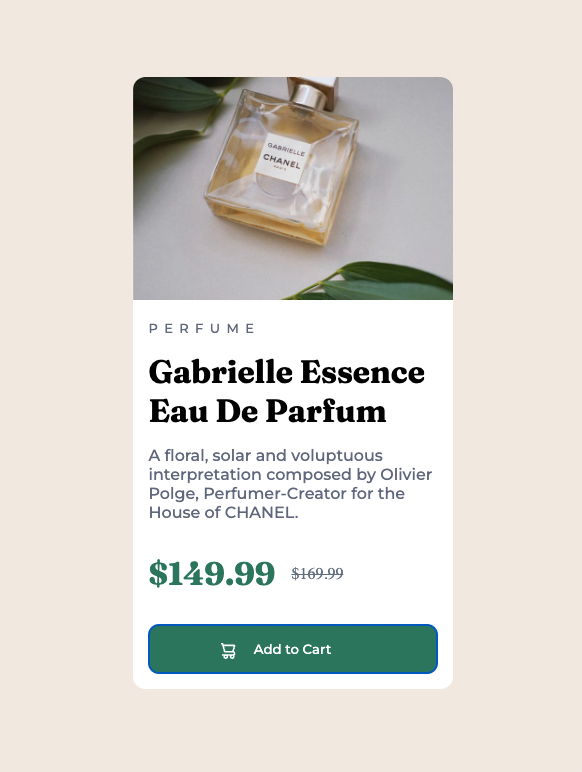 GABRIELLE
CHANEL
PARIS
PERFUME
Gabrielle Essence
Eau De Parfum
A floral, solar and voluptuous
interpretation composed by Olivier
Polge, Perfumer-Creator for the
House of CHANEL.
$149.99 $169.99
Add to Cart